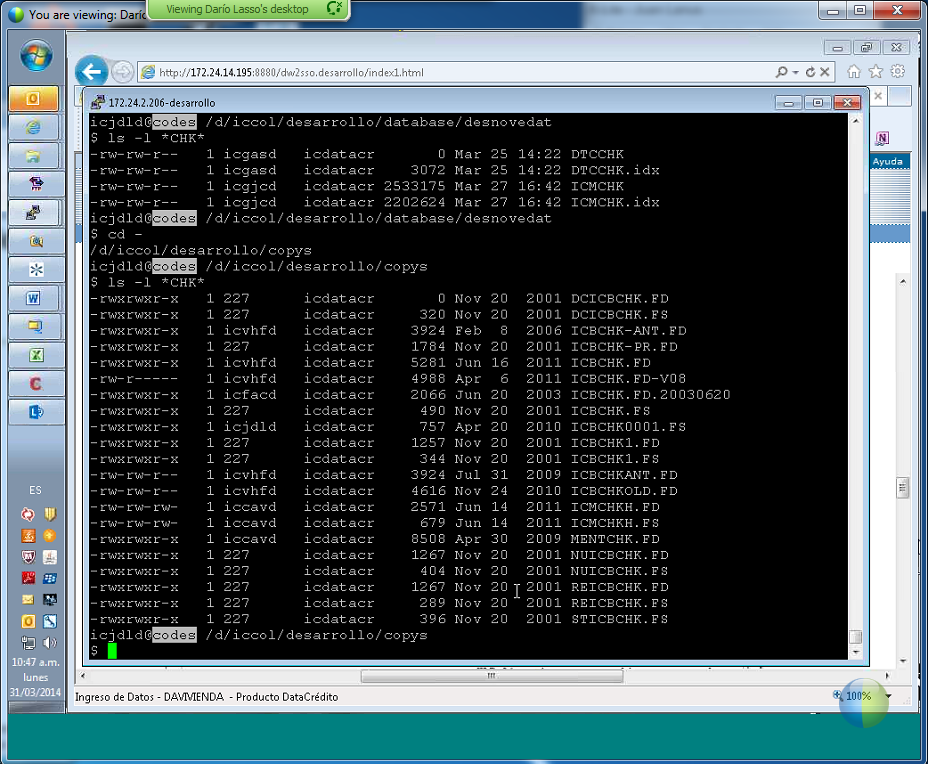 You are viewing: Darío
Viewing Darío Lasso's desktop
http://172.24.14.195:8880/dw2sso.desarrollo/index1.html
172.24.2.206-desarrollo
Ayuda
icjdld@codes /d/iccol/desarrollo/database/desnovedat
$ ls -l *CHK*
-rw-rw-r-- 1 icgasd icdatacr 0 Mar 25 14:22 DTCCHK
-rw-rw-r-- 1 icgasd icdatacr 3072 Mar 25 14:22 DTCCHK.idx
-rw-rw-r-- 1 icgjcd icdatacr 2533175 Mar 27 16:42 ICMCHK
-rw-rw-r-- 1 icgjcd icdatacr 2202624 Mar 27 16:42 ICMCHK.idx
icjdld@codes /d/iccol/desarrollo/database/desnovedat
$ cd -
/d/iccol/desarrollo/copys
icjdld@codes /d/iccol/desarrollo/copys
$ ls -l *CHK*
-rwxrwxr-x 1 227 icdatacr 0 Nov 20 2001 DCICBCHK.FD
-rwxrwxr-x 1 227 icdatacr 320 Nov 20 2001 DCICBCHK.FS
-rwxrwxr-x 1 icvhfd icdatacr 3924 Feb 8 2006 ICBCHK-ANT.FD
-rwxrwxr-x 1 227 icdatacr 1784 Nov 20 2001 ICBCHK-PR.FD
-rwxrwxr-x 1 icvhfd icdatacr 5281 Jun 16 2011 ICBCHK.FD
-rw-r----- 1 icvhfd icdatacr 4988 Apr 6 2011 ICBCHK.FD-V08
-rwxrwxr-x 1 icfacd icdatacr 2066 Jun 20 2003 ICBCHK.FD.20030620
-rwxrwxr-x 1 227 icdatacr 490 Nov 20 2001 ICBCHK.FS
-rwxrwxr-x 1 icjdld icdatacr 757 Apr 20 2010 ICBCHK0001.FS
-rwxrwxr-x 1 227 icdatacr 1257 Nov 20 2001 ICBCHK1.FD
-rwxrwxr-x 1 227 icdatacr 344 Nov 20 2001 ICBCHK1.FS
-rw-rw-r-- 1 icvhfd icdatacr 3924 Jul 31 2009 ICBCHKANT.FD
-rwxrwxr-x 1 icvhfd icdatacr 4616 Nov 24 2010 ICBCHKOLD.FD
-rw-rw-rw- 1 iccavd icdatacr 2571 Jun 14 2011 ICMCHKH.FD
-rw-rw-rw- 1 iccavd icdatacr 679 Jun 14 2011 ICMCHKH.FS
-rwxrwxr-x 1 iccavd icdatacr 8508 Apr 30 2009 MENTCHK.FD
-rwxrwxr-x 1 227 icdatacr 1267 Nov 20 2001 NUICBCHK.FD
-rwxrwxr-x 1 227 icdatacr 404 Nov 20 2001 NUICBCHK.FS
-rwxrwxr-x 1 227 icdatacr 1267 Nov 20 2001 REICBCHK.FD
-rwxrwxr-x 1 227 icdatacr 289 Nov 20 2001 REICBCHK.FS
-rwxrwxr-x 1 227 icdatacr 396 Nov 20 2001 STICBCHK.FS
icjdld@codes /d/iccol/desarrollo/copys
$
ES
10:47 a.m.
lunes
31/03/2014
Ingreso de Datos - DAVIVIENDA - Producto DataCrédito
100%